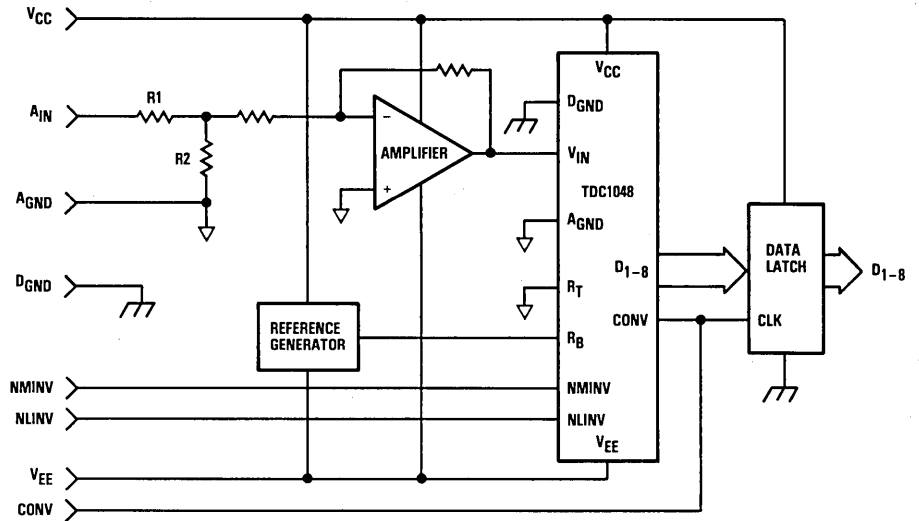 VCC
AIN
R1
R2
AGND
DGND
NMINV
NLINV
VEE
CONV
AMPLIFIER
−
+
REFERENCE
GENERATOR
VCC
DGND
VIN
TDC1048
AGND
D1−8
RT
CONV
RB
NMINV
NLINV
VEE
DATA
LATCH
CLK
D1−8